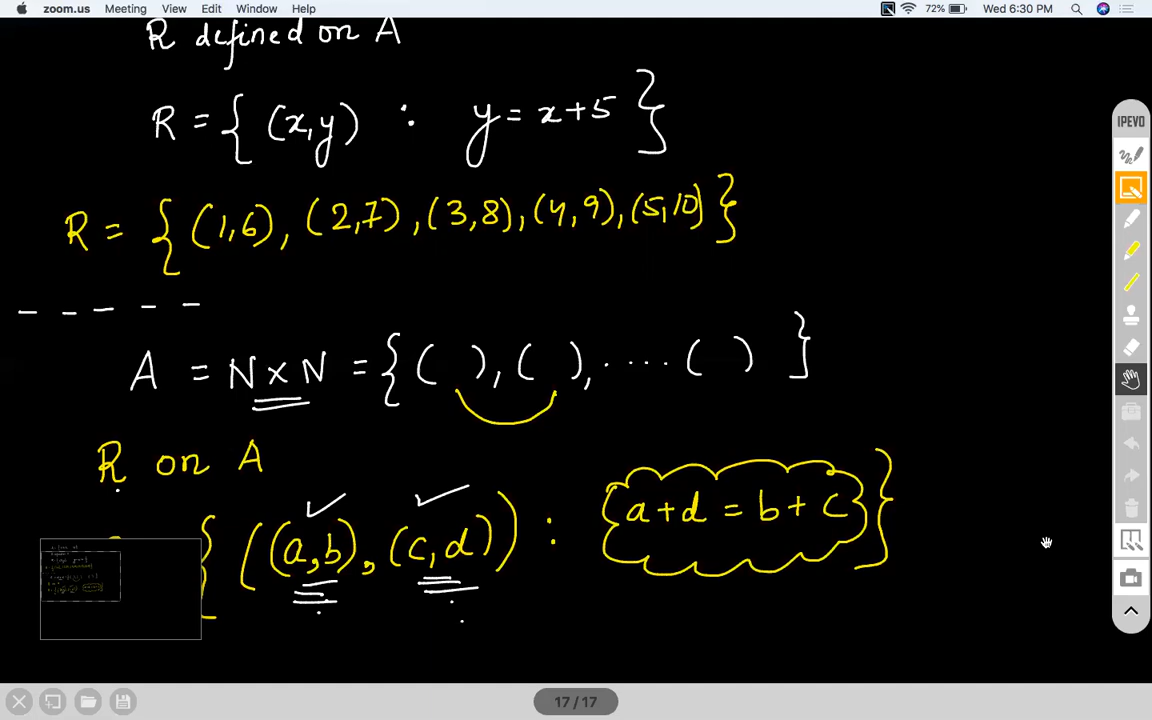 zoom.us Meeting View Edit Window Help 72% Wed 6:30 PM
R defined on A
R = { (x,y) : y = x+5 }
IPEVO
R = { (1,6), (2,7), (3,8), (4,9), (5,10) }
- - - - -
A = N×N = { ( ), ( ), .... ( ) }
R on A
{ ((a,b), (c,d)) : a+d = b+c }
17 / 17